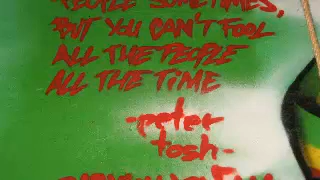 PEOPLE SOMETIMES,
BUT YOU CAN'T FOOL
ALL THE PEOPLE
ALL THE TIME
-peter
tosh-